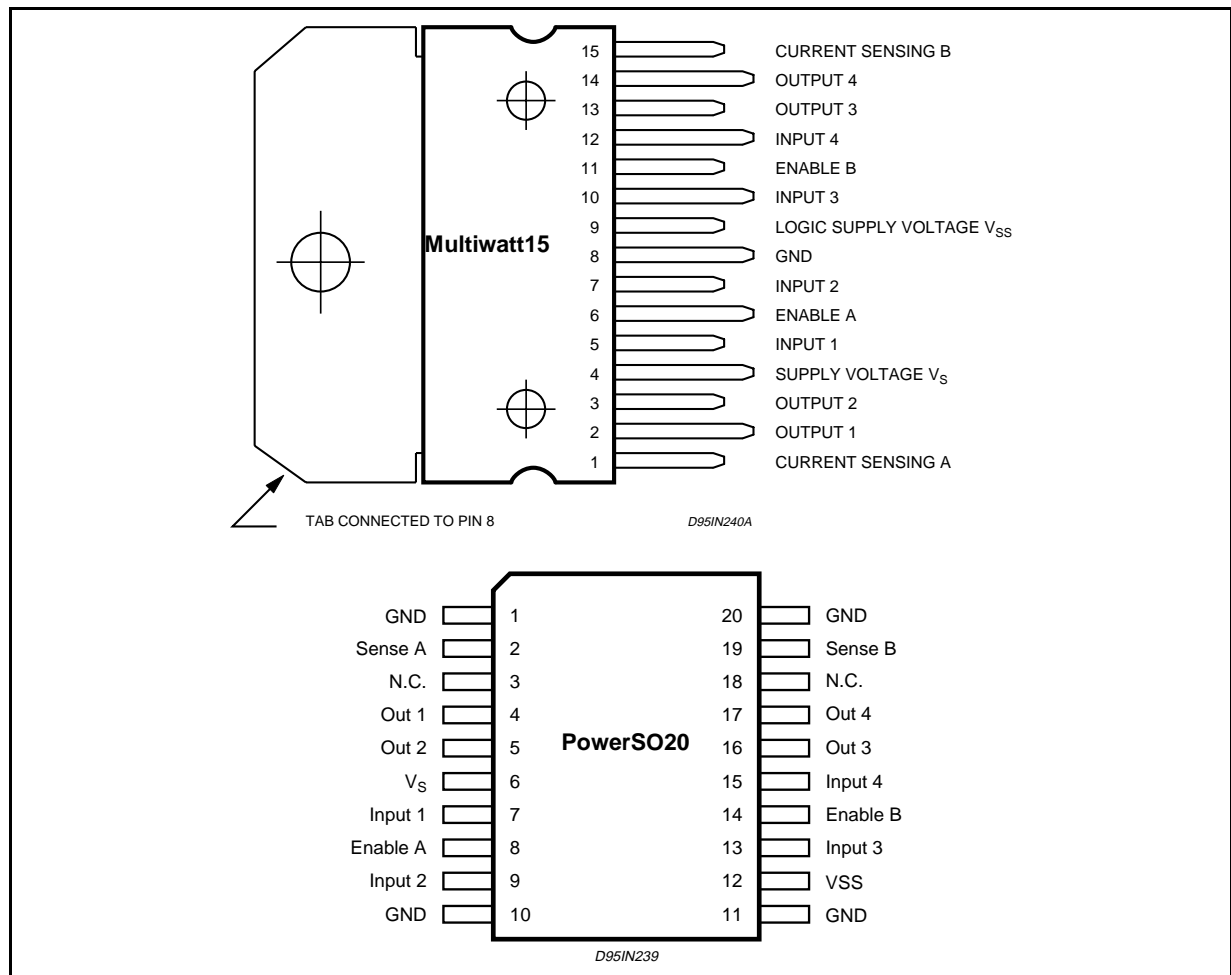 15 CURRENT SENSING B
14 OUTPUT 4
13 OUTPUT 3
12 INPUT 4
11 ENABLE B
10 INPUT 3
9 LOGIC SUPPLY VOLTAGE VSS
Multiwatt15
8 GND
7 INPUT 2
6 ENABLE A
5 INPUT 1
4 SUPPLY VOLTAGE VS
3 OUTPUT 2
2 OUTPUT 1
1 CURRENT SENSING A
TAB CONNECTED TO PIN 8
D95IN240A
GND 1 20 GND
Sense A 2 19 Sense B
N.C. 3 18 N.C.
Out 1 4 17 Out 4
PowerSO20
Out 2 5 16 Out 3
VS 6 15 Input 4
Input 1 7 14 Enable B
Enable A 8 13 Input 3
Input 2 9 12 VSS
GND 10 11 GND
D95IN239